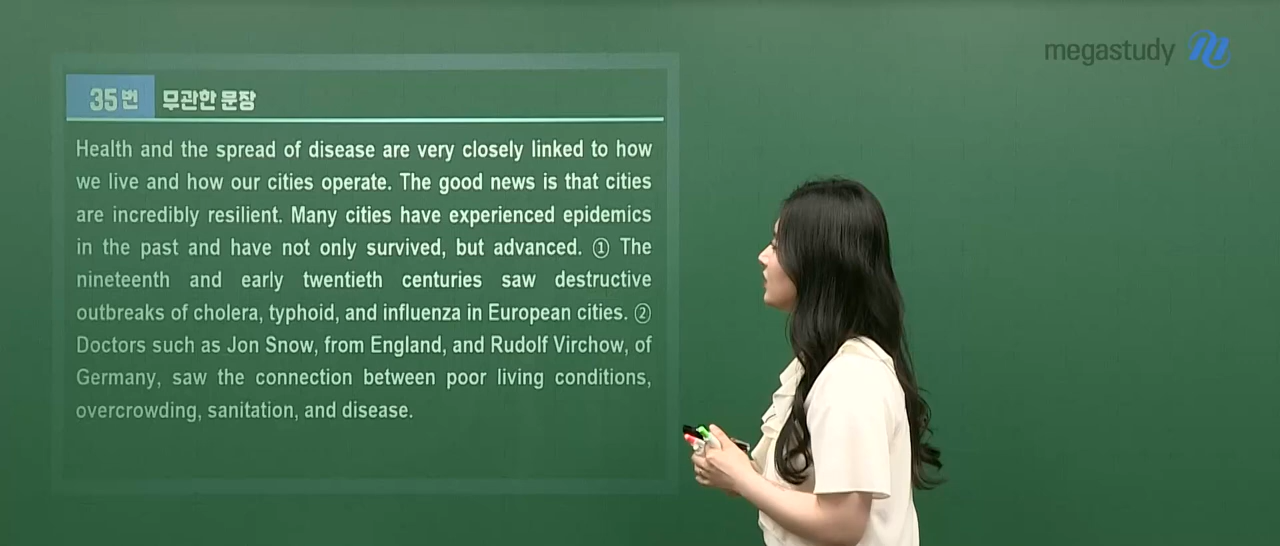 megastudy
35번 무관한 문장
Health and the spread of disease are very closely linked to how
we live and how our cities operate. The good news is that cities
are incredibly resilient. Many cities have experienced epidemics
in the past and have not only survived, but advanced. ① The
nineteenth and early twentieth centuries saw destructive
outbreaks of cholera, typhoid, and influenza in European cities. ②
Doctors such as Jon Snow, from England, and Rudolf Virchow, of
Germany, saw the connection between poor living conditions,
overcrowding, sanitation, and disease.